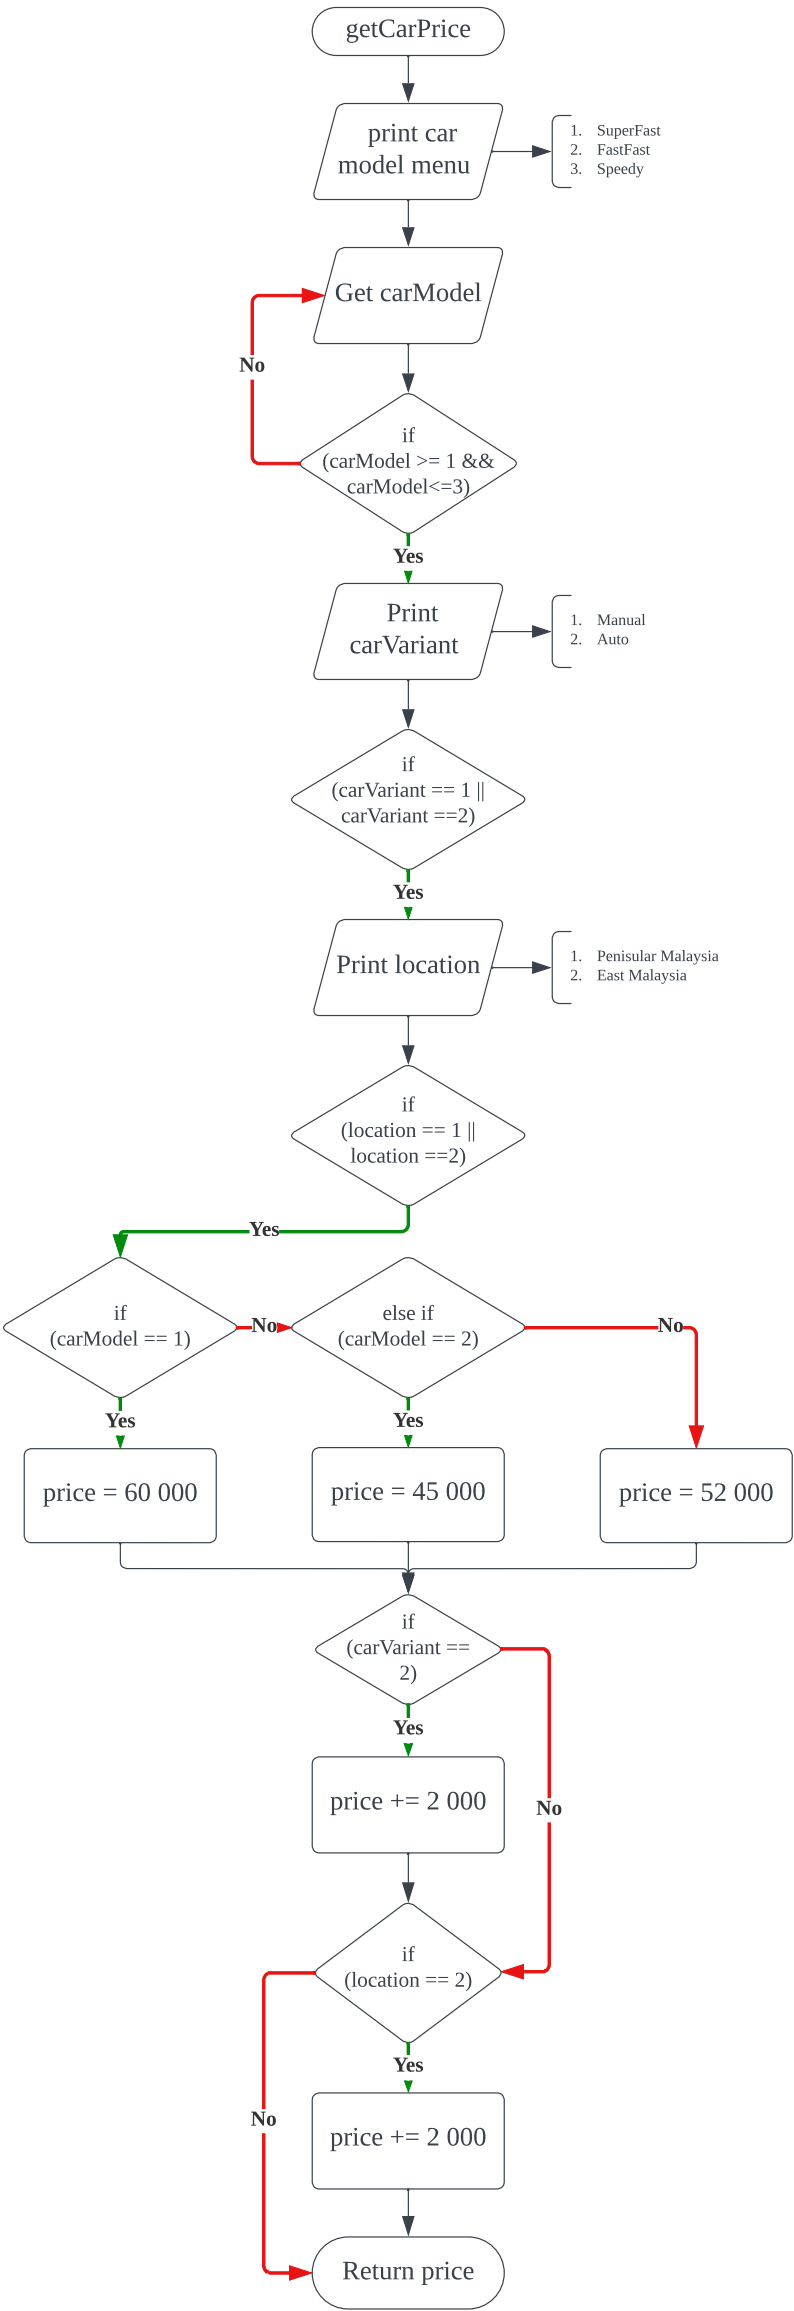 getCarPrice
print car
model menu
1. SuperFast
2. FastFast
3. Speedy
Get carModel
No
if
(carModel >= 1 &&
carModel<=3)
Yes
Print
carVariant
1. Manual
2. Auto
if
(carVariant == 1 ||
carVariant ==2)
Yes
Print location
1. Penisular Malaysia
2. East Malaysia
if
(location == 1 ||
location ==2)
Yes
if
(carModel == 1)
No
else if
(carModel == 2)
No
Yes
Yes
price = 60 000
price = 45 000
price = 52 000
if
(carVariant ==
2)
Yes
price += 2 000
No
if
(location == 2)
Yes
No
price += 2 000
Return price